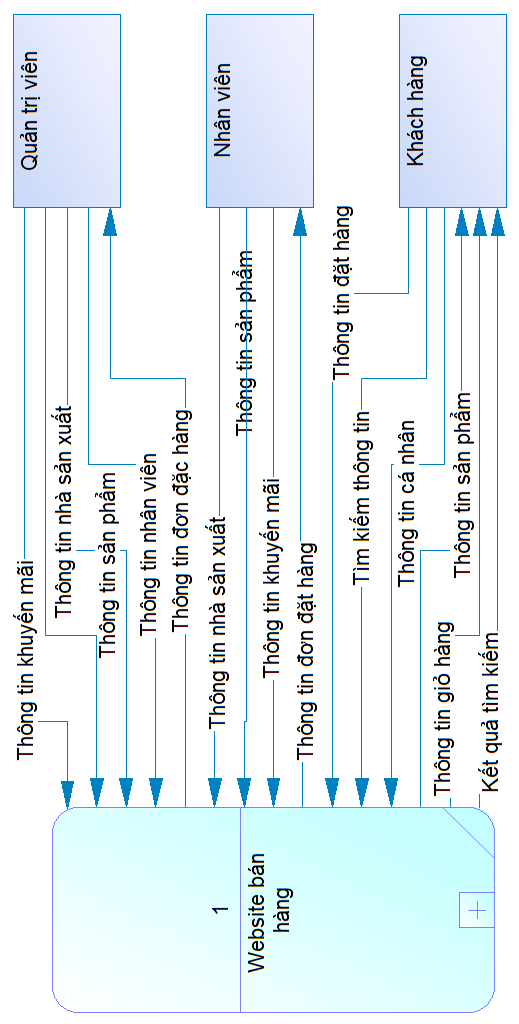 Quản trị viên
Nhân viên
Khách hàng
Thông tin khuyến mãi
Thông tin nhà sản xuất
Thông tin sản phẩm
Thông tin nhân viên
Thông tin đơn đặc hàng
Thông tin nhà sản xuất
Thông tin sản phẩm
Thông tin khuyến mãi
Thông tin đơn đặt hàng
Thông tin đặt hàng
Tìm kiếm thông tin
Thông tin cá nhân
Thông tin sản phẩm
Thông tin giỏ hàng
Kết quả tìm kiếm
1
Website bán
hàng